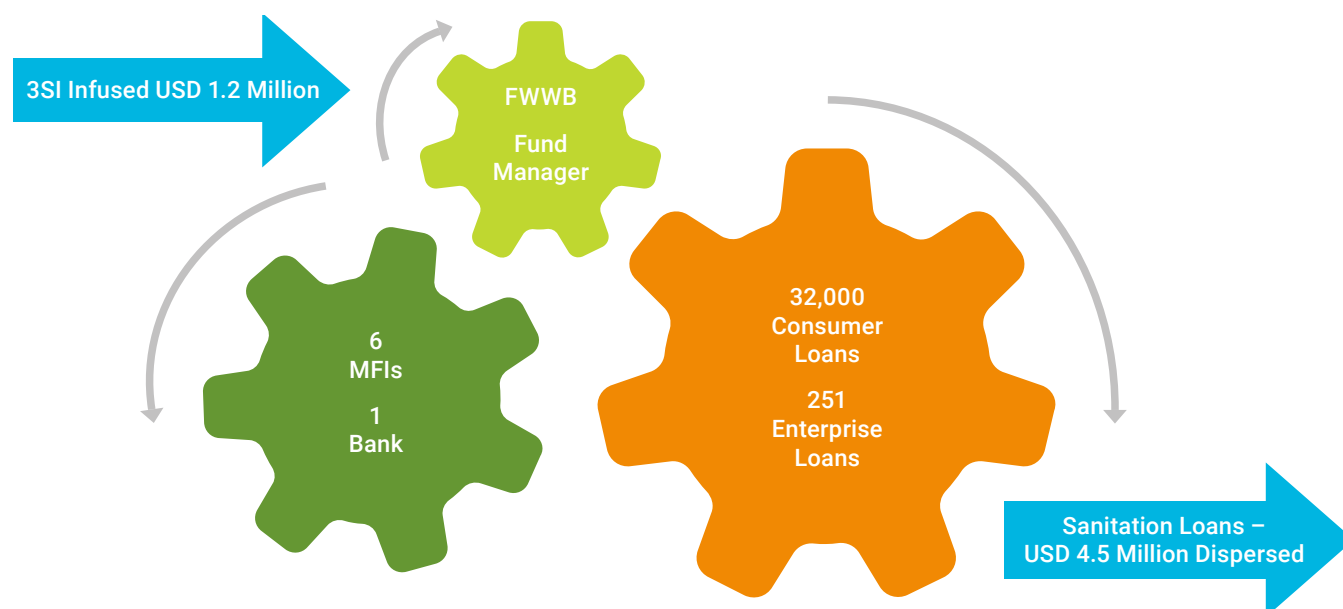 3SI Infused USD 1.2 Million
FWWB
Fund
Manager
6
MFIs
1
Bank
32,000
Consumer
Loans
251
Enterprise
Loans
Sanitation Loans –
USD 4.5 Million Dispersed